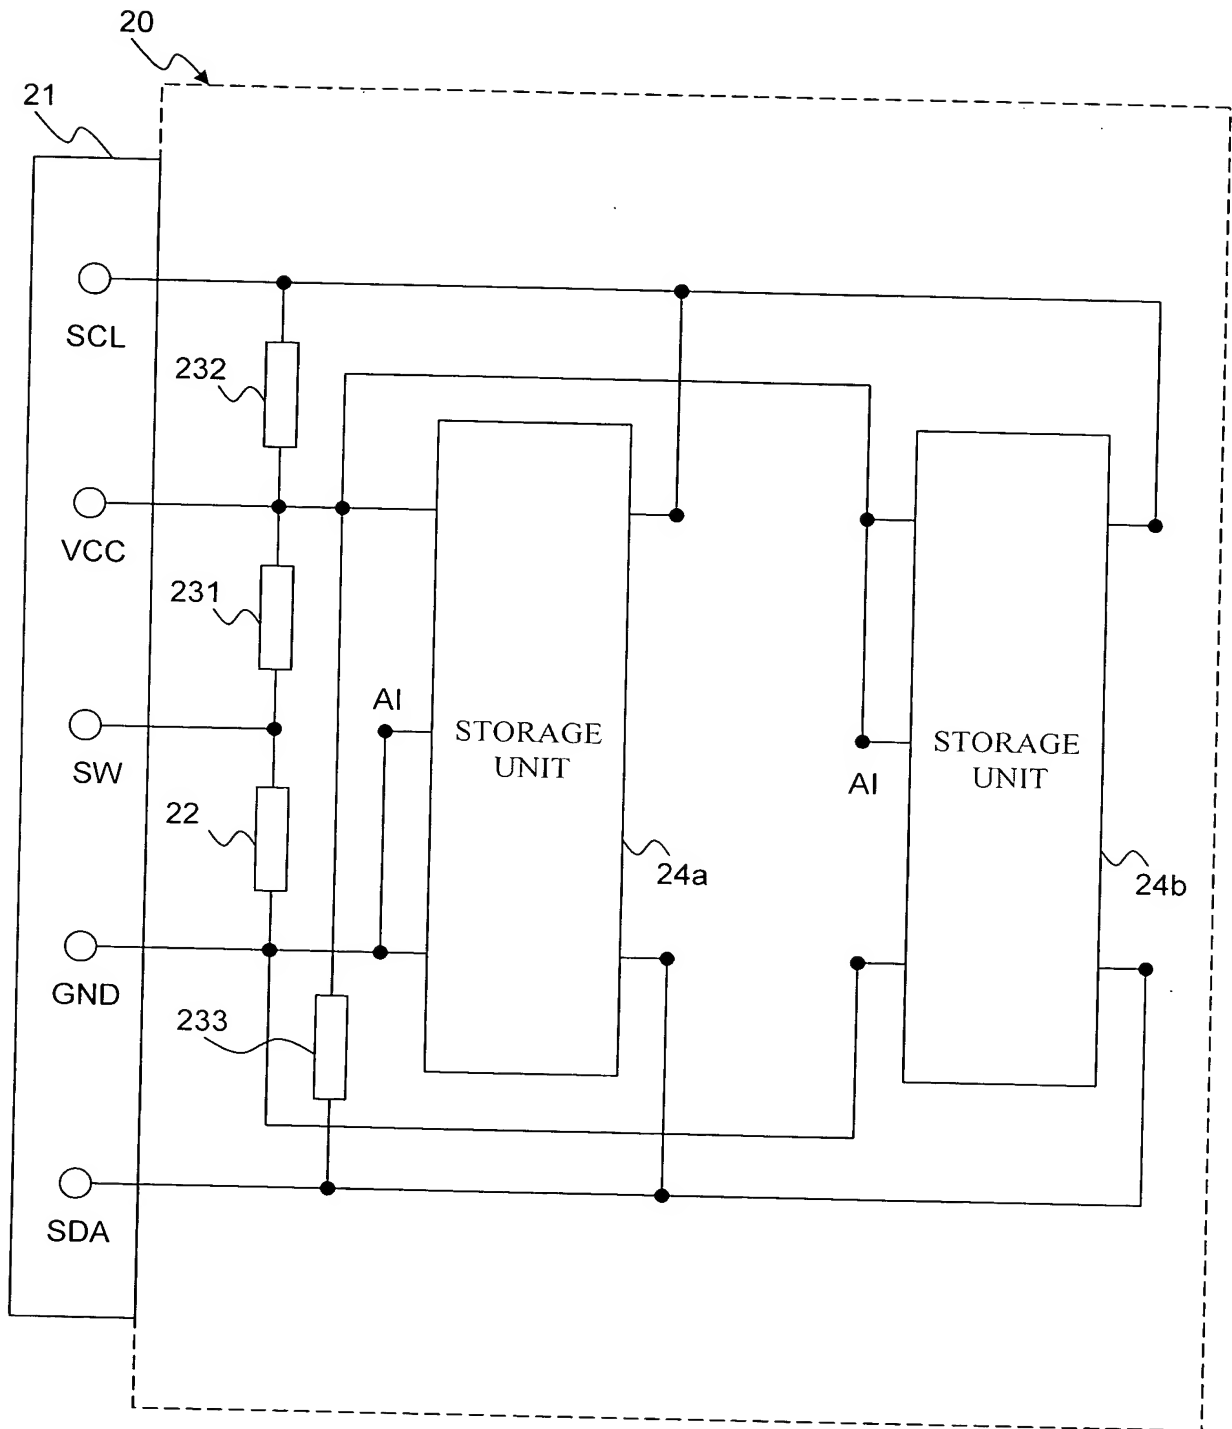 20
21
SCL
232
VCC
231
AI
STORAGE
UNIT
STORAGE
UNIT
SW
AI
22
24a
24b
GND
233
SDA